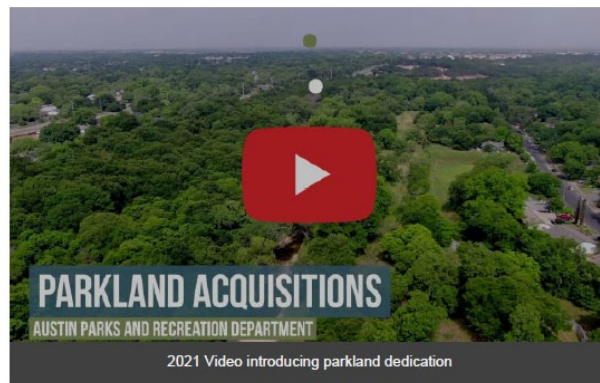 PARKLAND ACQUISITIONS
AUSTIN PARKS AND RECREATION DEPARTMENT
2021 Video introducing parkland dedication